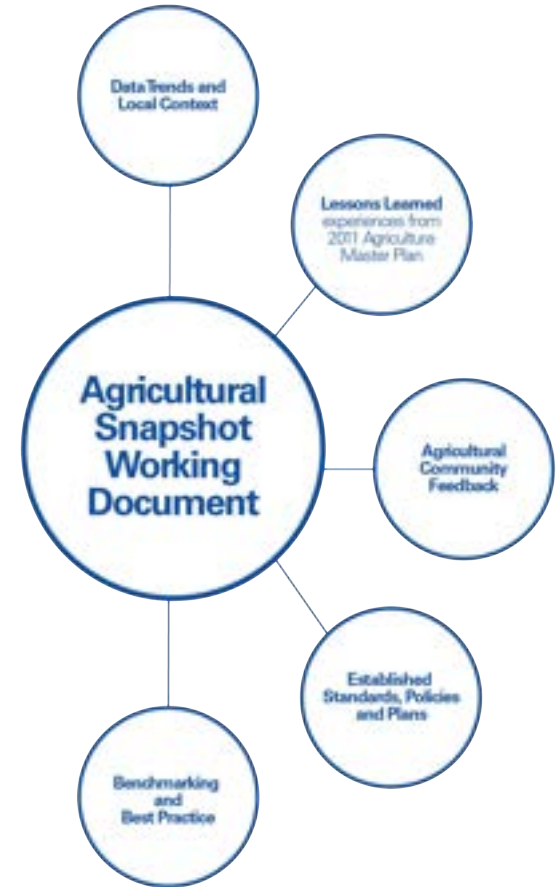 Data Trends and
Local Context
Lessons Learned
experiences from
2011 Agriculture
Master Plan
Agricultural
Snapshot
Working
Document
Agricultural
Community
Feedback
Established
Standards, Policies
and Plans
Benchmarking
and
Best Practice